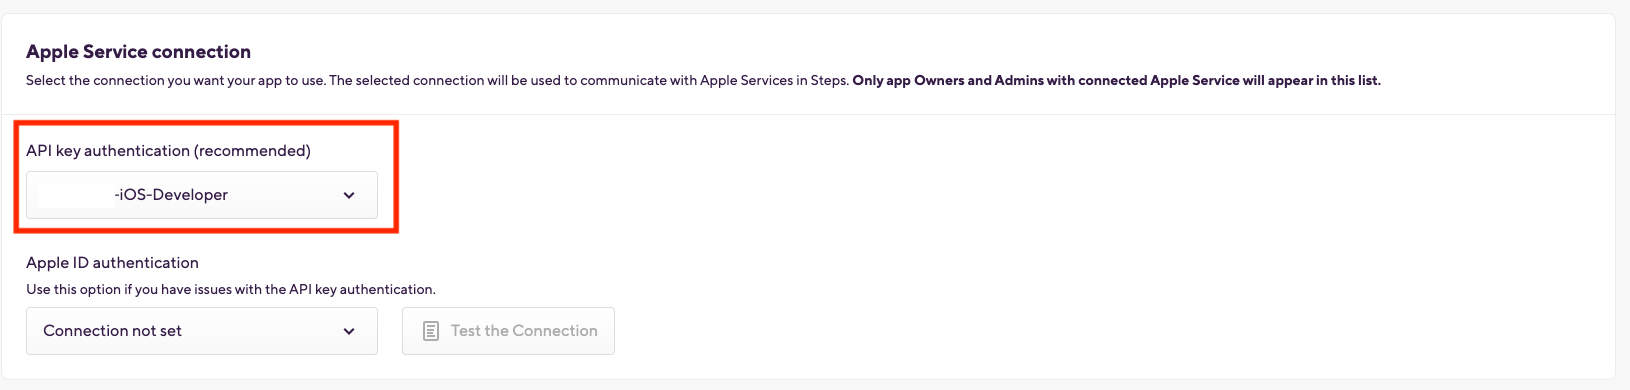 Apple Service connection
Select the connection you want your app to use. The selected connection will be used to communicate with Apple Services in Steps. Only app Owners and Admins with connected Apple Service will appear in this list.
API key authentication (recommended)
-iOS-Developer
Apple ID authentication
Use this option if you have issues with the API key authentication.
Connection not set
Test the Connection